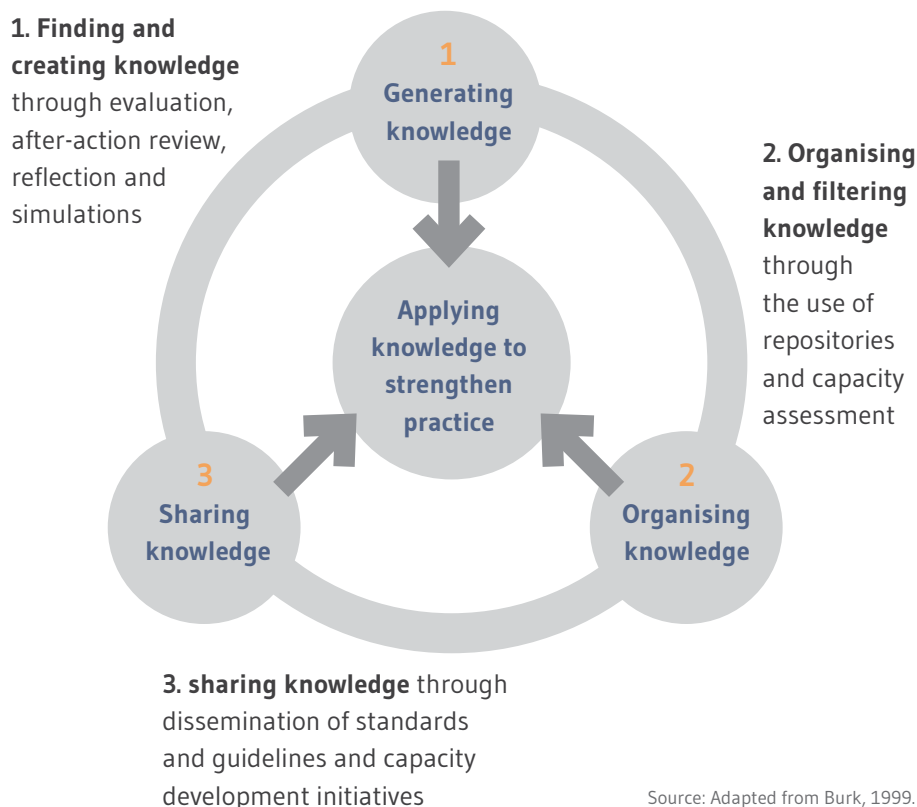 1. Finding and
creating knowledge
through evaluation,
after-action review,
reflection and
simulations
1
Generating
knowledge
2. Organising
and filtering
knowledge
through
the use of
repositories
and capacity
assessment
Applying
knowledge to
strengthen
practice
3
Sharing
knowledge
2
Organising
knowledge
3. sharing knowledge through
dissemination of standards
and guidelines and capacity
development initiatives
Source: Adapted from Burk, 1999.